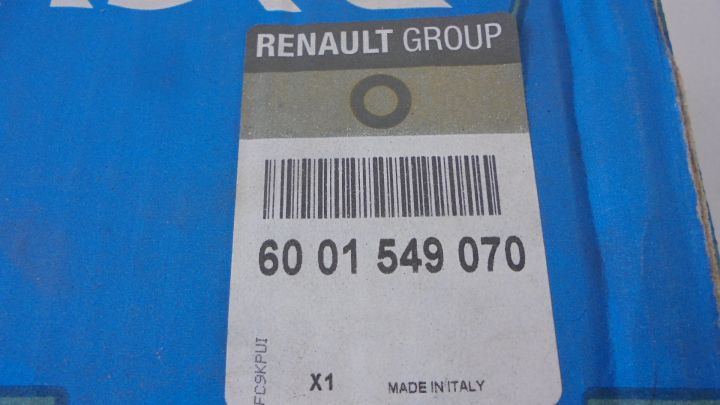 RENAULT GROUP
60 01 549 070
FC9KPUI
X1
MADE IN ITALY